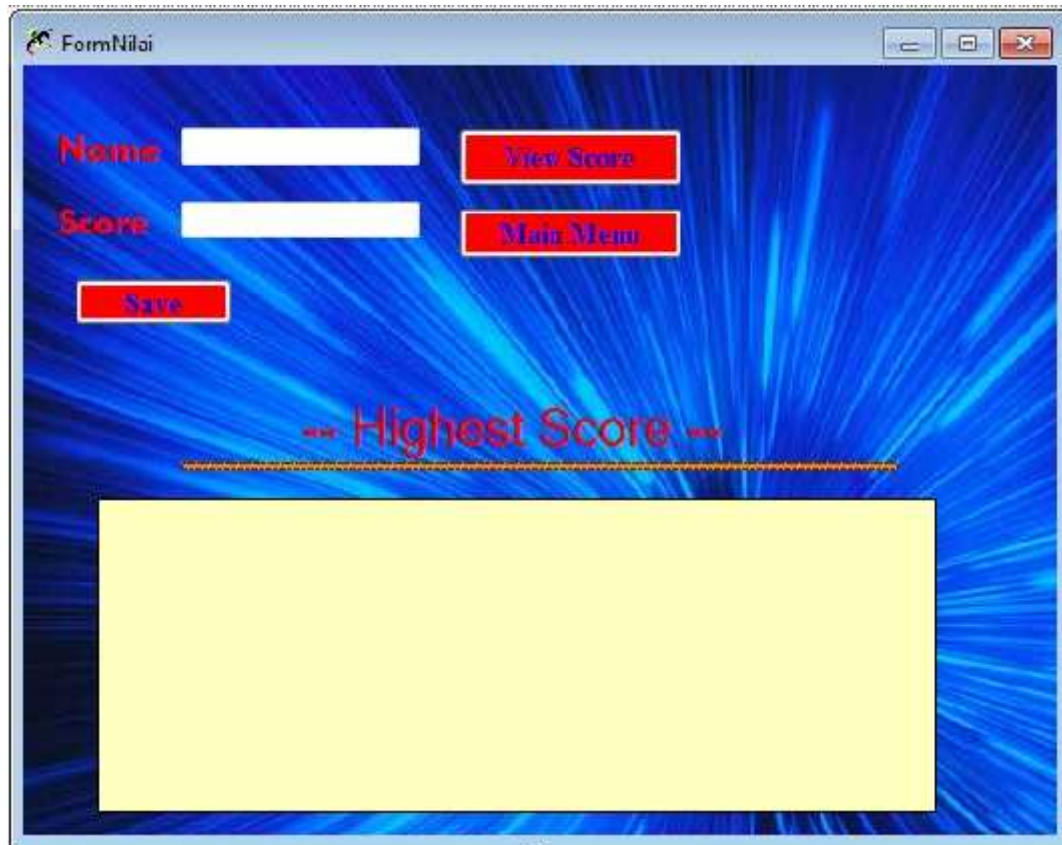 FormNilai
Name
View Score
Score
Main Menu
Save
-- Highest Score --